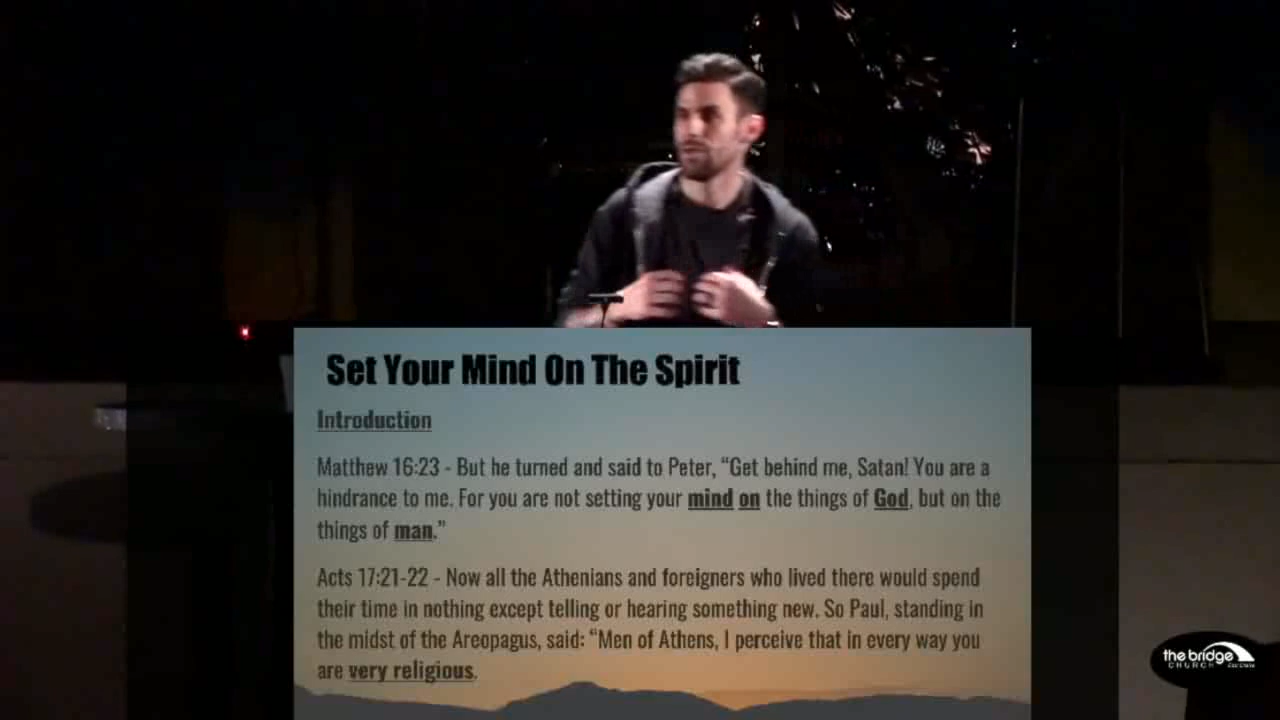 Set Your Mind On The Spirit
Introduction
Matthew 16:23 - But he turned and said to Peter, “Get behind me, Satan! You are a
hindrance to me. For you are not setting your mind on the things of God, but on the
things of man.”
Acts 17:21-22 - Now all the Athenians and foreigners who lived there would spend
their time in nothing except telling or hearing something new. So Paul, standing in
the midst of the Areopagus, said: “Men of Athens, I perceive that in every way you
are very religious.
the bridge
CHURCH